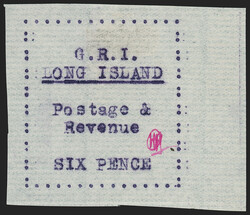 G.R.I.
LONG ISLAND
Postage &
Revenue
SIX PENCE